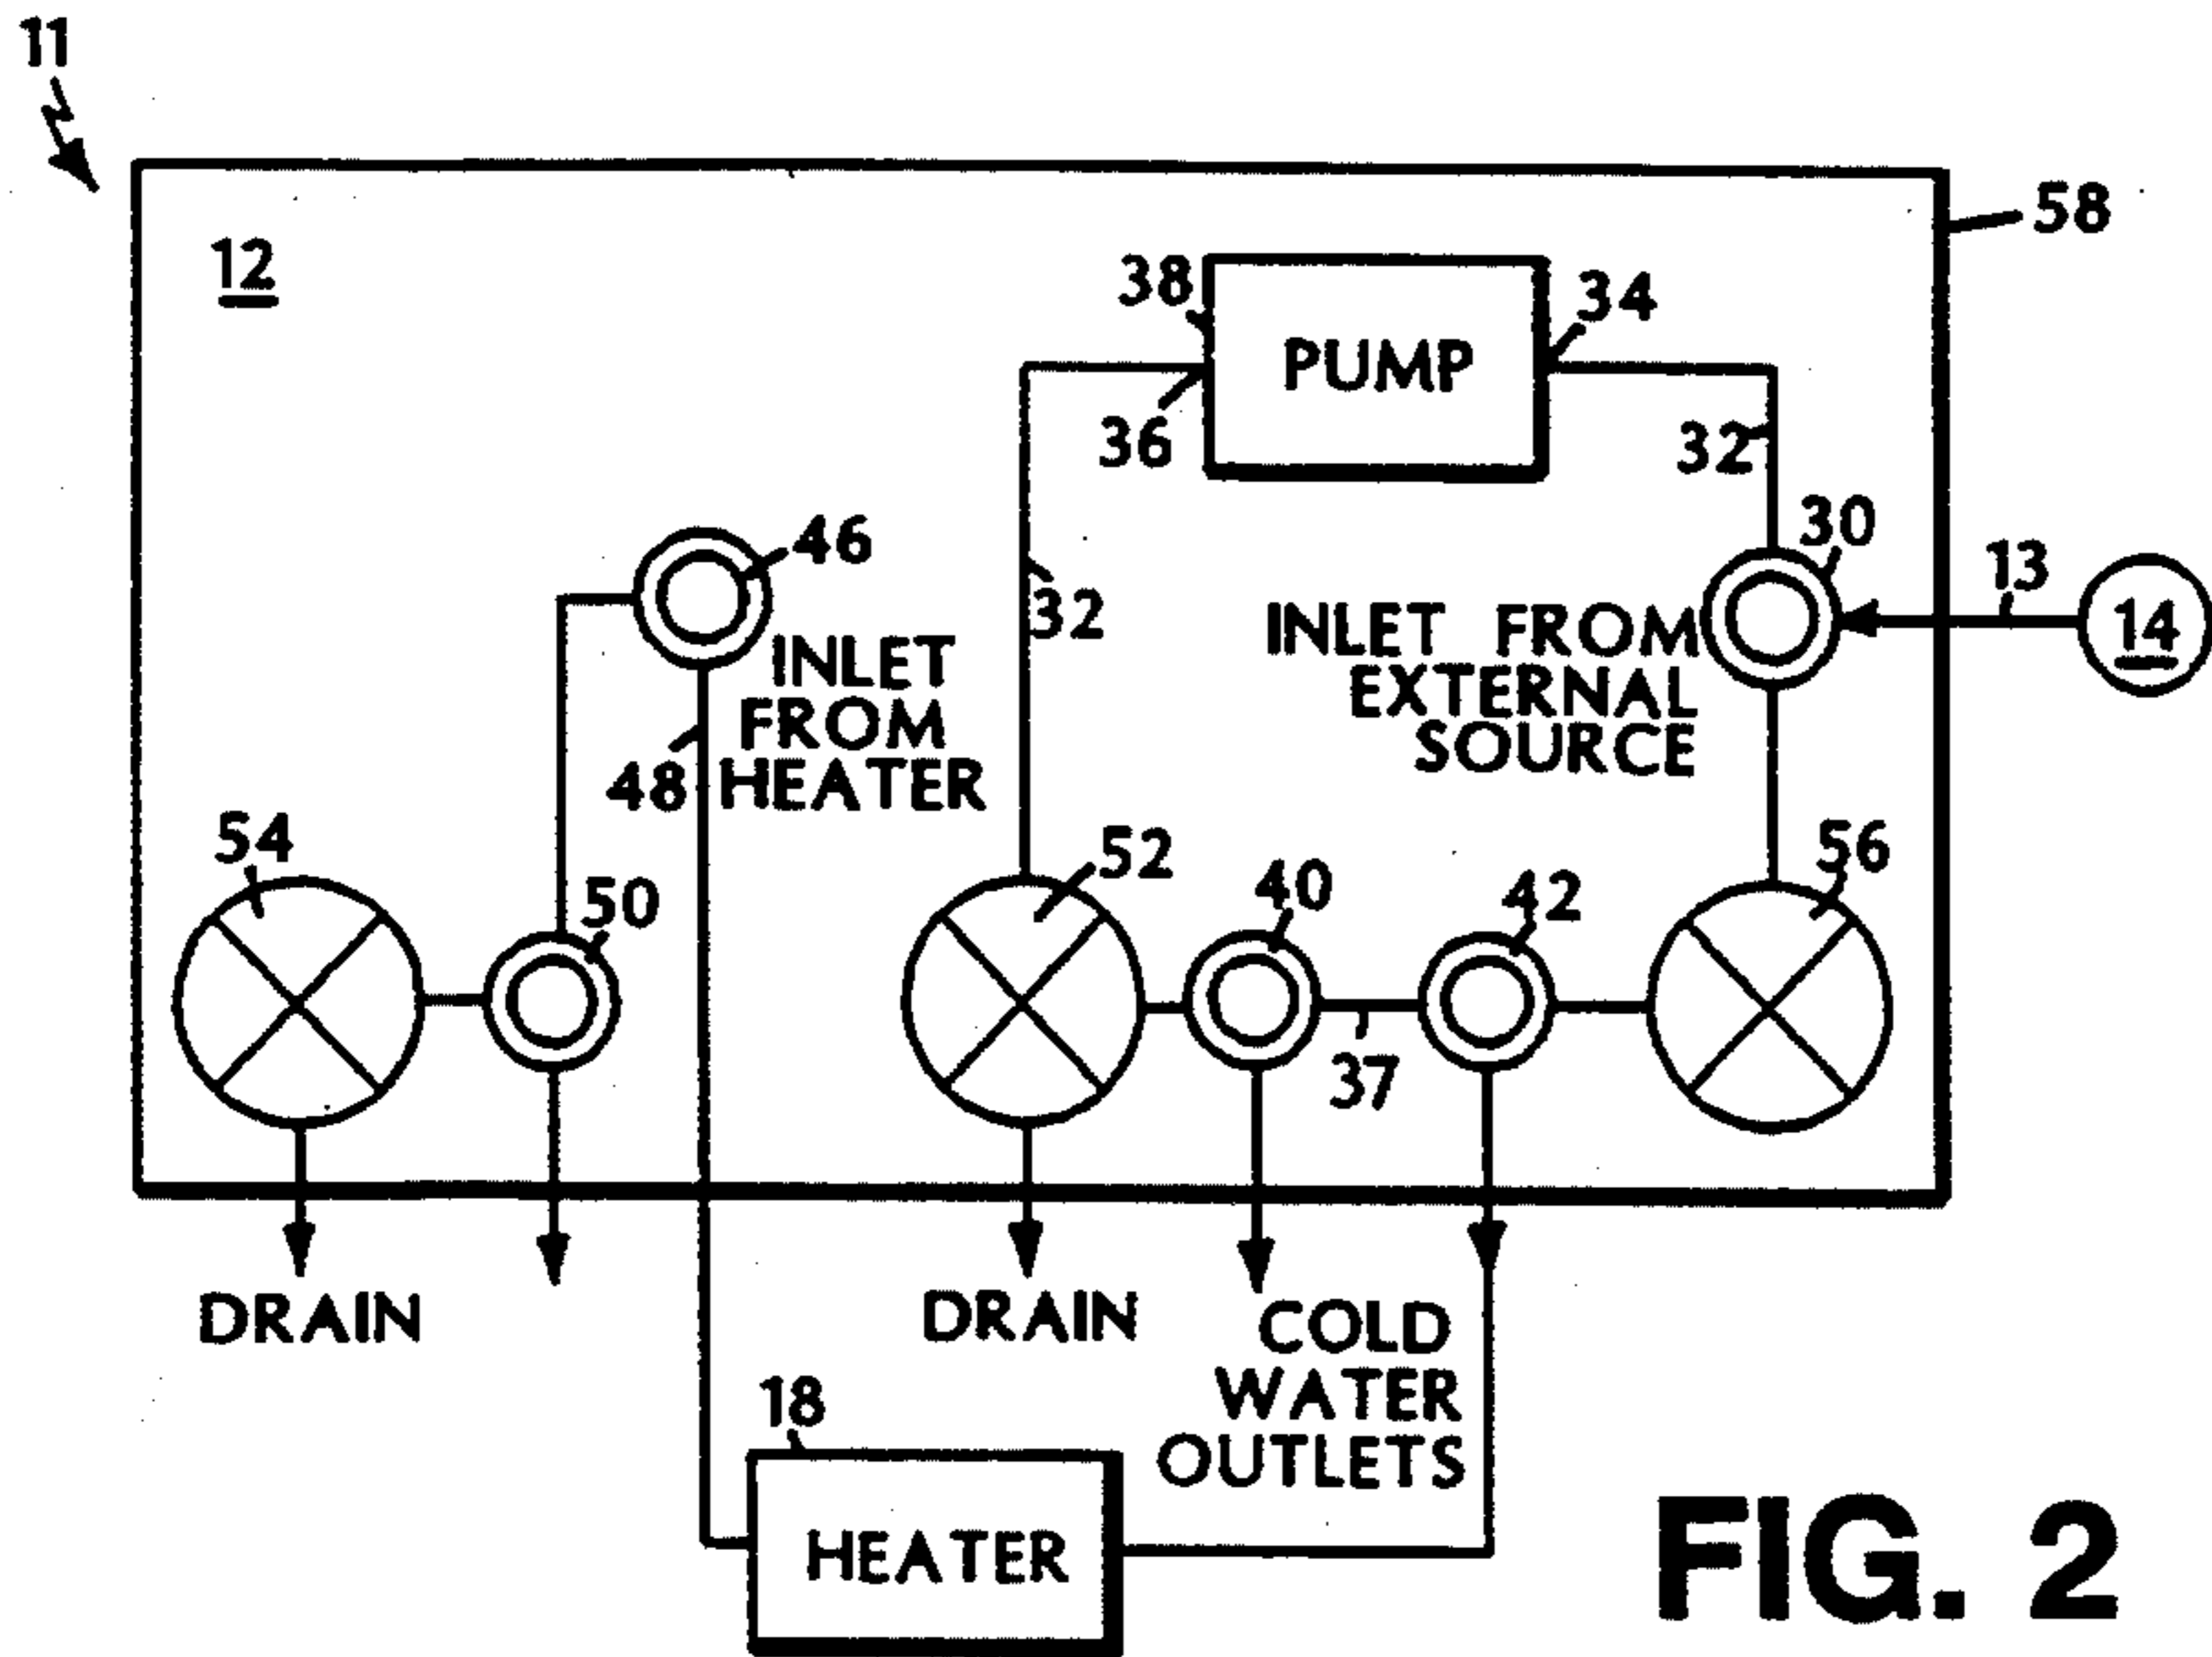 11
58
12
38
34
PUMP
36
32
30
46
13
14
32
INLET FROM
EXTERNAL
SOURCE
INLET
FROM
HEATER
48
54
52
56
50
40
42
37
DRAIN
DRAIN
COLD
WATER
OUTLETS
18
HEATER
FIG. 2